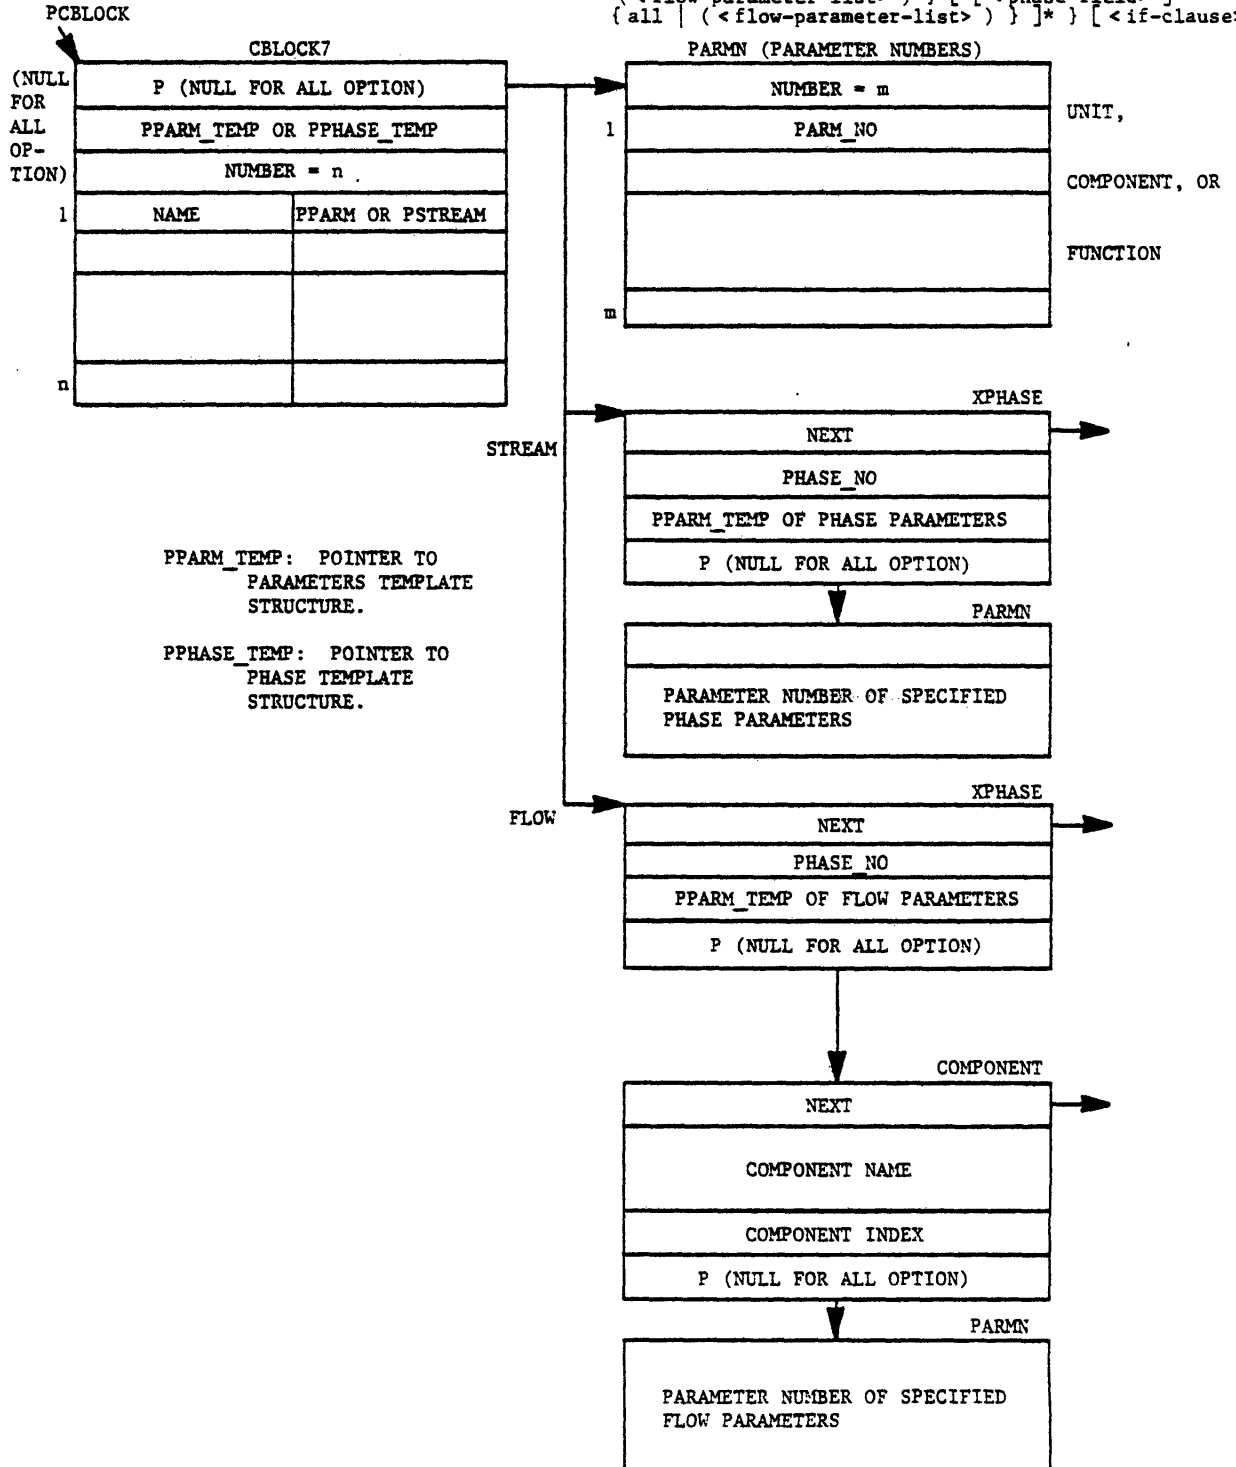 { all | ( <flow-parameter-list> ) } ]* } [ <if-clause>
PCBLOCK
CBLOCK7
PARMN (PARAMETER NUMBERS)
(NULL
FOR
ALL
OP-
TION)
P (NULL FOR ALL OPTION)
PPARM_TEMP OR PPHASE_TEMP
NUMBER = n
1
NAME
PPARM OR PSTREAM
n
NUMBER = m
1
PARM_NO
m
UNIT,
COMPONENT, OR
FUNCTION
STREAM
XPHASE
NEXT
PHASE_NO
PPARM_TEMP OF PHASE PARAMETERS
P (NULL FOR ALL OPTION)
PARMN
PARAMETER NUMBER OF SPECIFIED
PHASE PARAMETERS
PPARM_TEMP: POINTER TO
PARAMETERS TEMPLATE
STRUCTURE.
PPHASE_TEMP: POINTER TO
PHASE TEMPLATE
STRUCTURE.
FLOW
XPHASE
NEXT
PHASE_NO
PPARM_TEMP OF FLOW PARAMETERS
P (NULL FOR ALL OPTION)
COMPONENT
NEXT
COMPONENT NAME
COMPONENT INDEX
P (NULL FOR ALL OPTION)
PARMN
PARAMETER NUMBER OF SPECIFIED
FLOW PARAMETERS